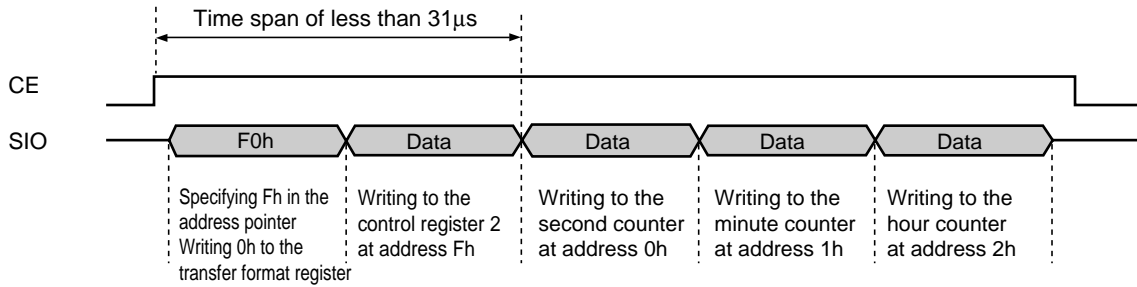 Time span of less than 31μs
CE
SIO
F0h
Data
Data
Data
Data
Specifying Fh in the
address pointer
Writing 0h to the
transfer format register
Writing to the
control register 2
at address Fh
Writing to the
second counter
at address 0h
Writing to the
minute counter
at address 1h
Writing to the
hour counter
at address 2h